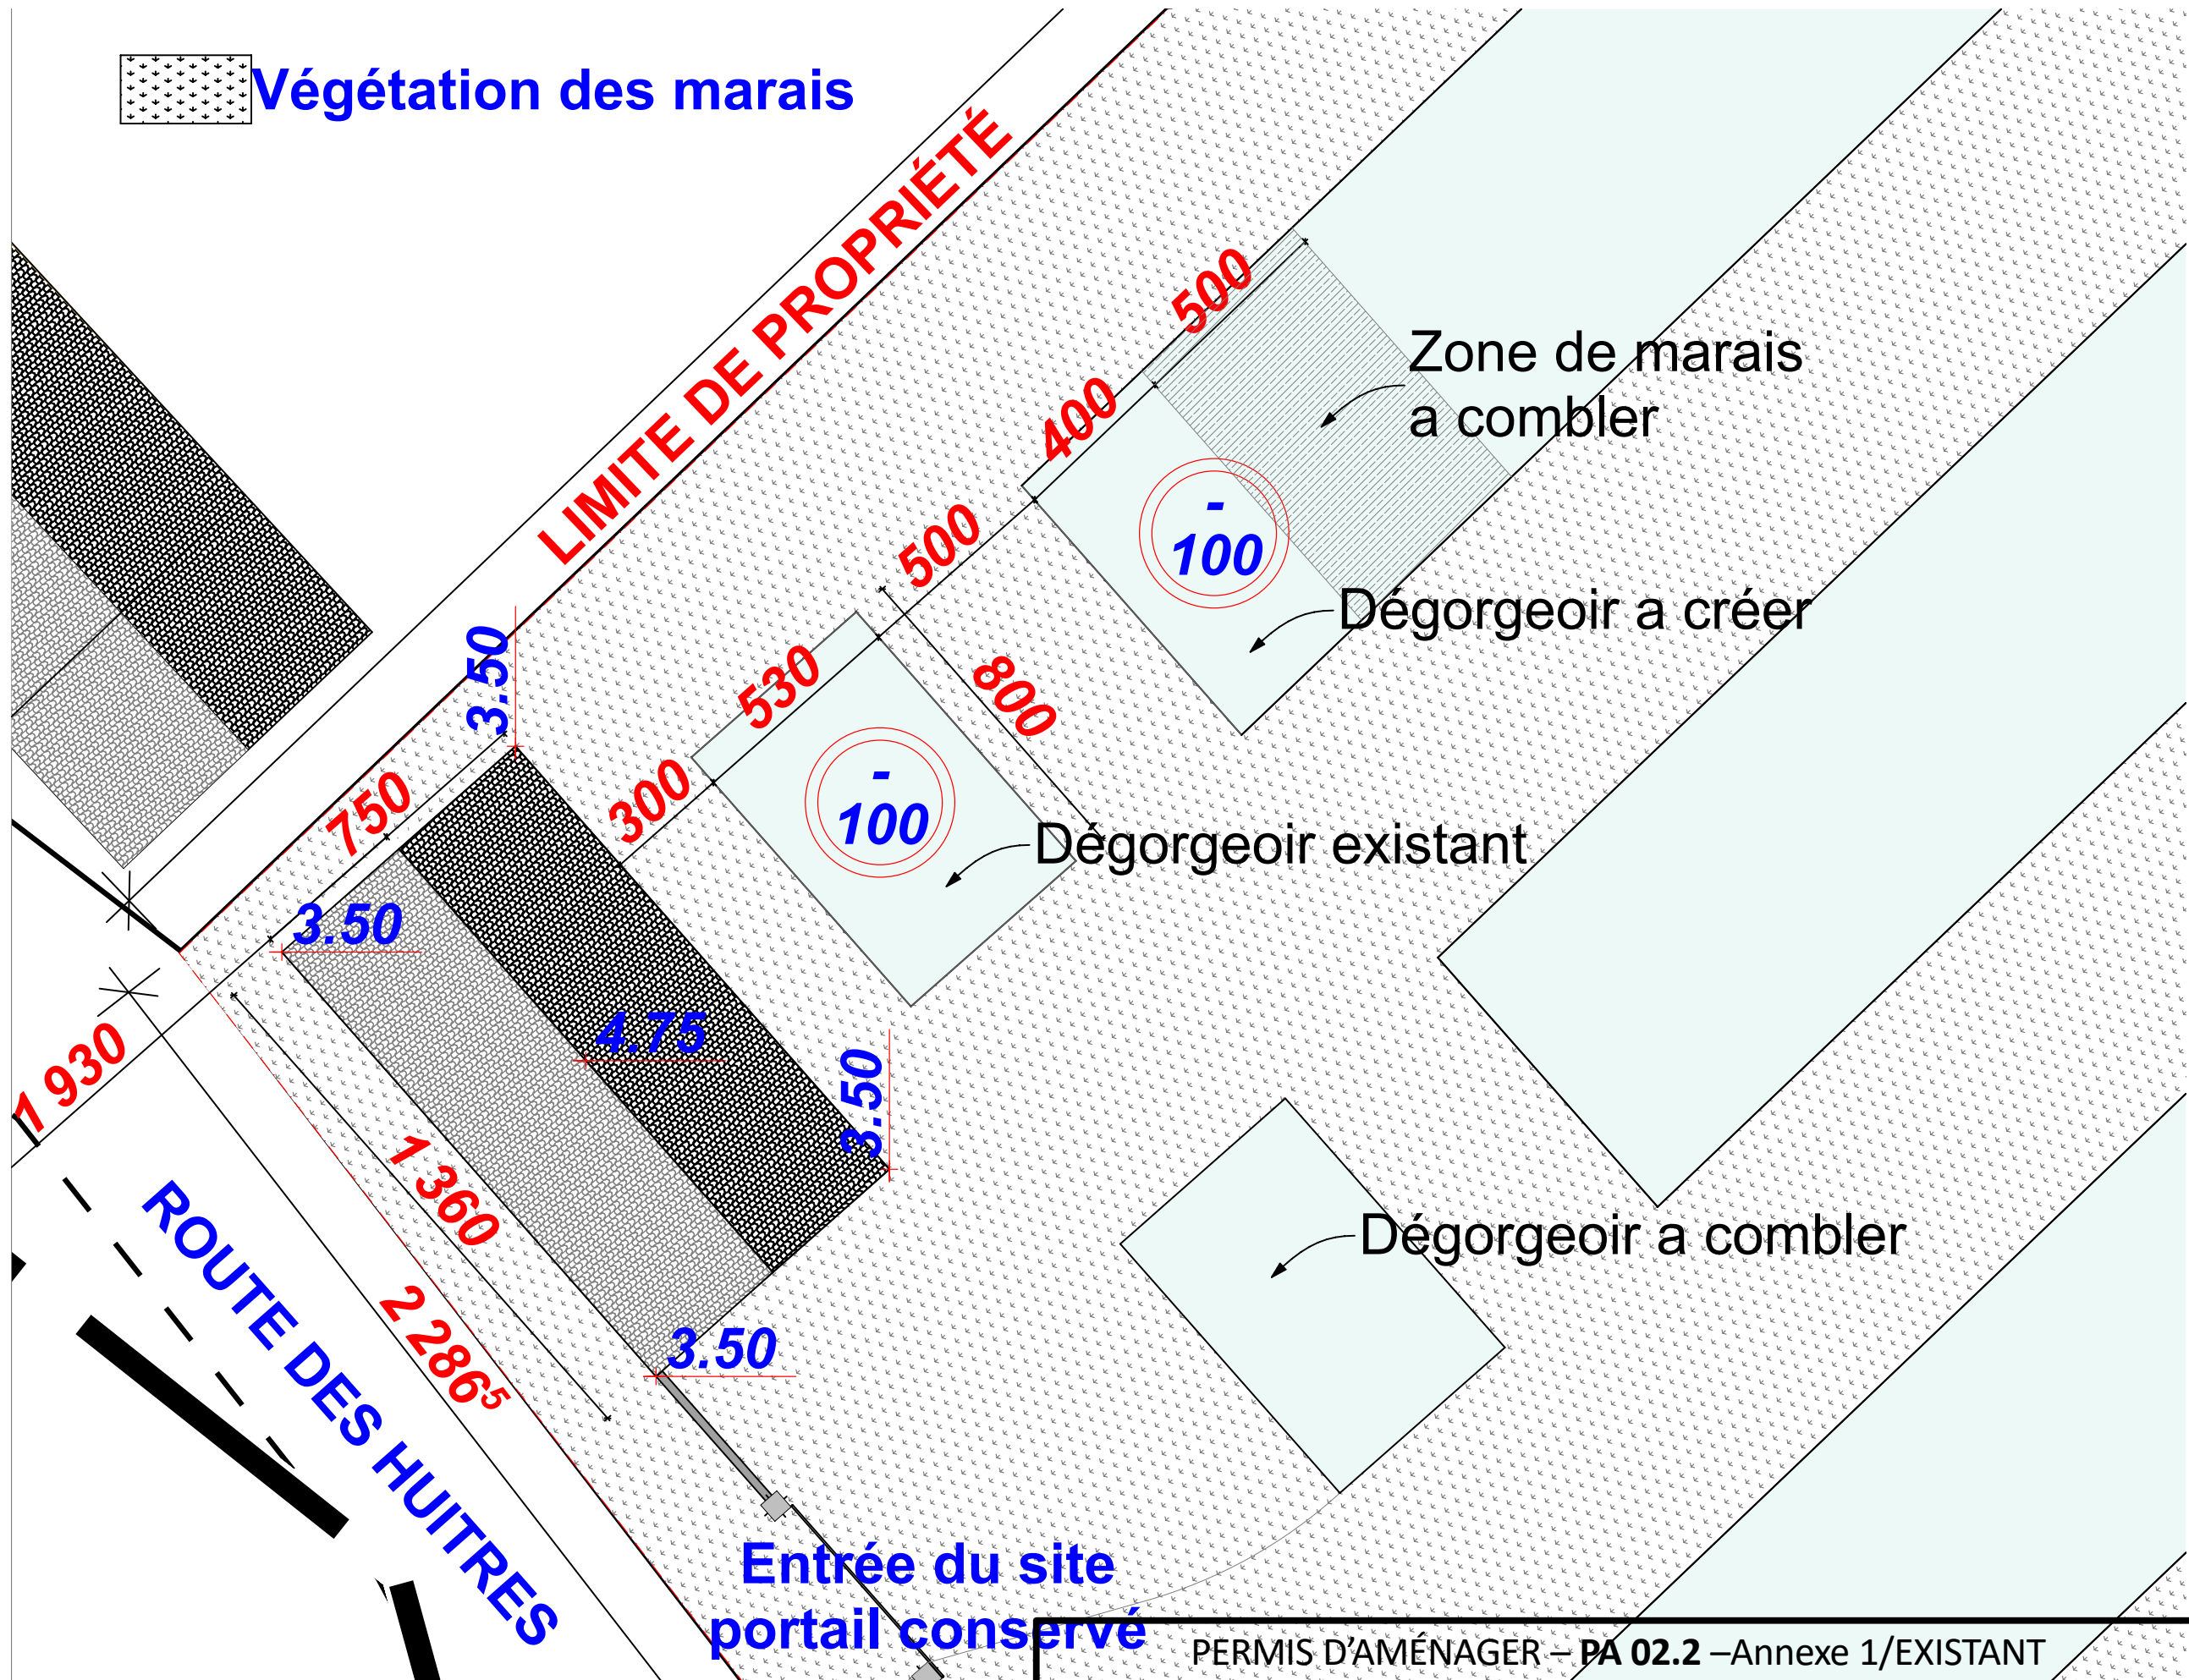 Végétation des marais
LIMITE DE PROPRIÉTÉ
500
Zone de marais
a combler
400
-
100
500
Dégorgeoir a créer
3.50
530
800
750
300
-
100
Dégorgeoir existant
3.50
4.75
1 930
3.50
1 360
ROUTE DES HUITRES
2 286⁵
Dégorgeoir a combler
3.50
Entrée du site
portail conservé
PERMIS D'AMÉNAGER – PA 02.2 –Annexe 1/EXISTANT